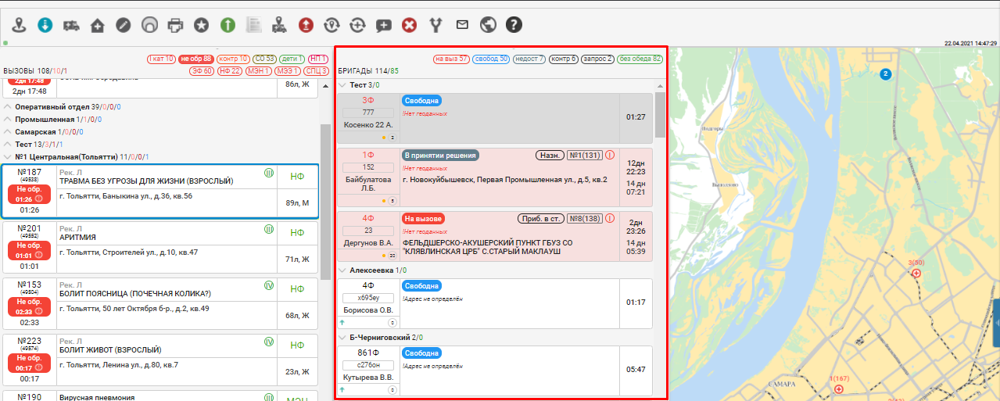 22.04.2021 14:47:29
I кат 10 не обр 88 контр 10 СО 53 дети 1 НП 1
ВЫЗОВЫ 108/10/1 ЭФ 60 НФ 22 МЭН 1 МЭЭ 1 СПЦ 3
2дн 17:48
2дн 17:48
86л, Ж
Оперативный отдел 39/0/0/0
Промышленная 1/1/0/0
Самарская 1/0/0/0
Тест 13/3/1/1
№1 Центральная(Тольятти) 11/0/0/1
№187
(49538)
Не обр.
01:26
01:26
Рек. Л
ТРАВМА БЕЗ УГРОЗЫ ДЛЯ ЖИЗНИ (ВЗРОСЛЫЙ)
г. Тольятти, Баныкина ул., д.36, кв.56
III
НФ
89л, М
№201
(49552)
Не обр.
01:01
01:01
Рек. Л
АРИТМИЯ
г. Тольятти, Строителей ул., д.10, кв.47
III
НФ
71л, Ж
№153
(49504)
Не обр.
02:33
02:33
Рек. Л
БОЛИТ ПОЯСНИЦА (ПОЧЕЧНАЯ КОЛИКА?)
г. Тольятти, 50 лет Октября б-р., д.2, кв.49
IV
НФ
68л, Ж
№223
(49574)
Не обр.
00:17
00:17
Рек. Л
БОЛИТ ЖИВОТ (ВЗРОСЛЫЙ)
г. Тольятти, Ленина ул., д.80, кв.7
IV
НФ
23л, Ж
№190
Вирусная пневмония
III
МЭН
на выз 57 свобод 50 недост 7 контр 6 запрос 2 без обеда 82
БРИГАДЫ 114/85
Тест 3/0
3Ф
777
Косенко 22 А.
2
Свободна
!Нет геоданных
01:27
1Ф
152
Байбулатова
Л.Б.
5
В принятии решения
Назн. №1(131)
!Нет геоданных
г. Новокуйбышевск, Первая Промышленная ул., д.5, кв.2
12дн
22:23
14 дн
07:21
4Ф
23
Дергунов В.А.
20
На вызове
Приб. в ст. №8(138)
!Нет геоданных
ФЕЛЬДШЕРСКО-АКУШЕРСКИЙ ПУНКТ ГБУЗ СО
"КЛЯВЛИНСКАЯ ЦРБ" С.СТАРЫЙ МАКЛАУШ
2дн
23:26
14 дн
05:39
Алексеевка 1/0
4Ф
х695еу
Борисова О.В.
0
Свободна
!Адрес не определён
01:17
Б-Черниговский 2/0
861Ф
с276он
Кутырева В.В.
0
Свободна
!Адрес не определён
05:47
2
Подгоры
Выползово
3(50)
САМАРА
1(167)